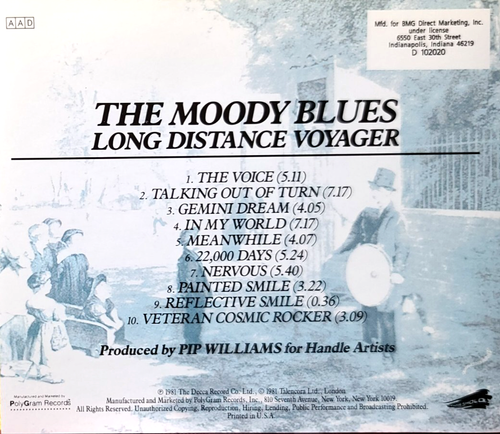 A A D
Mfd. for BMG Direct Marketing, Inc.
under license
6550 East 30th Street
Indianapolis, Indiana 46219
D 102020
THE MOODY BLUES
LONG DISTANCE VOYAGER
1. THE VOICE (5.11)
2. TALKING OUT OF TURN (7.17)
3. GEMINI DREAM (4.05)
4. IN MY WORLD (7.17)
5. MEANWHILE (4.07)
6. 22,000 DAYS (5.24)
7. NERVOUS (5.40)
8. PAINTED SMILE (3.22)
9. REFLECTIVE SMILE (0.36)
10. VETERAN COSMIC ROCKER (3.09)
Produced by PIP WILLIAMS for Handle Artists
℗ 1981 The Decca Record Co. Ltd., © 1981 Talencora Ltd., London.
Manufactured and Marketed by PolyGram Records, Inc., 810 Seventh Avenue, New York, New York 10019.
All Rights Reserved. Unauthorized Copying, Reproduction, Hiring, Lending, Public Performance and Broadcasting Prohibited.
Printed in U.S.A.
Manufactured and Marketed by
PolyGram Records